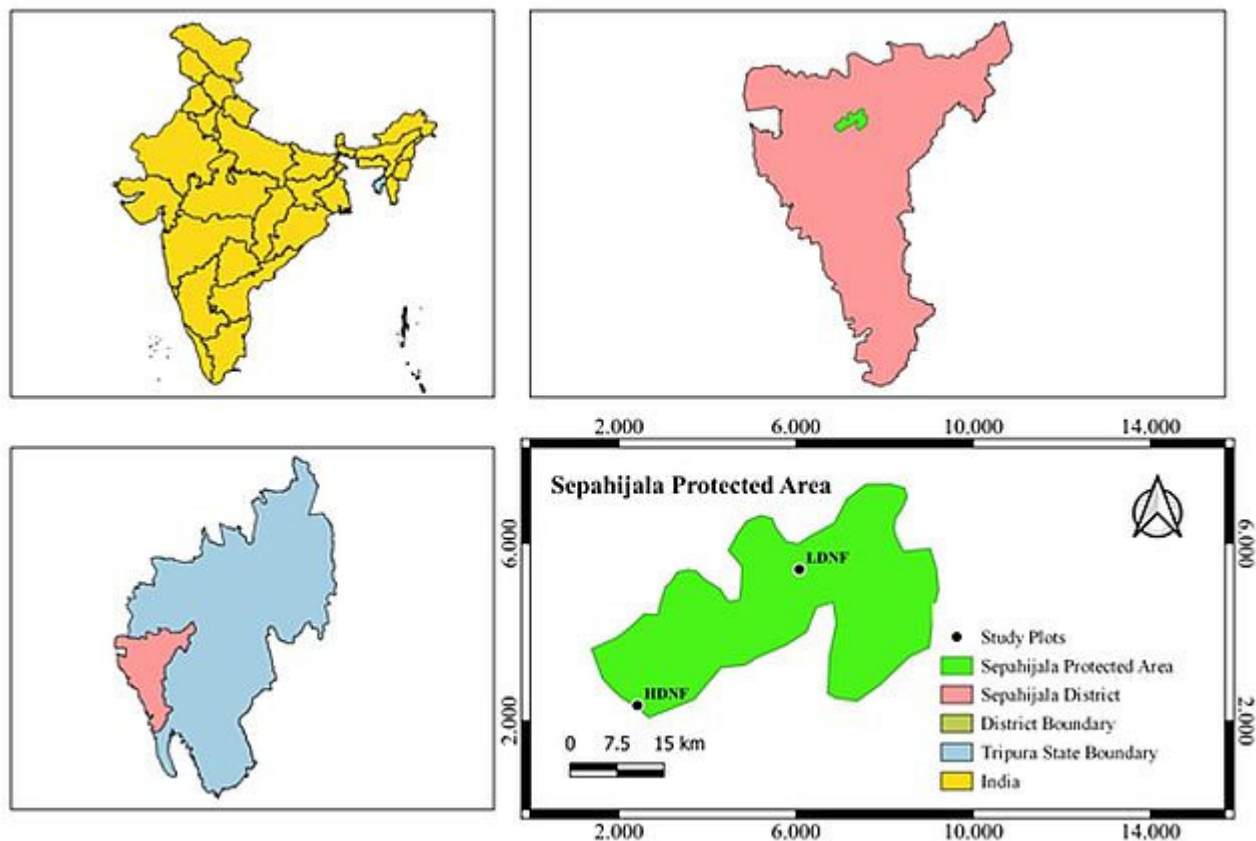 2.000 6.000 10.000 14.000
Sepahijala Protected Area
6.000
6.000
LDNF
Study Plots
Sepahijala Protected Area
HDNF
Sepahijala District
2.000
2.000
District Boundary
0 7.5 15 km
Tripura State Boundary
India
2.000 6.000 10.000 14.000